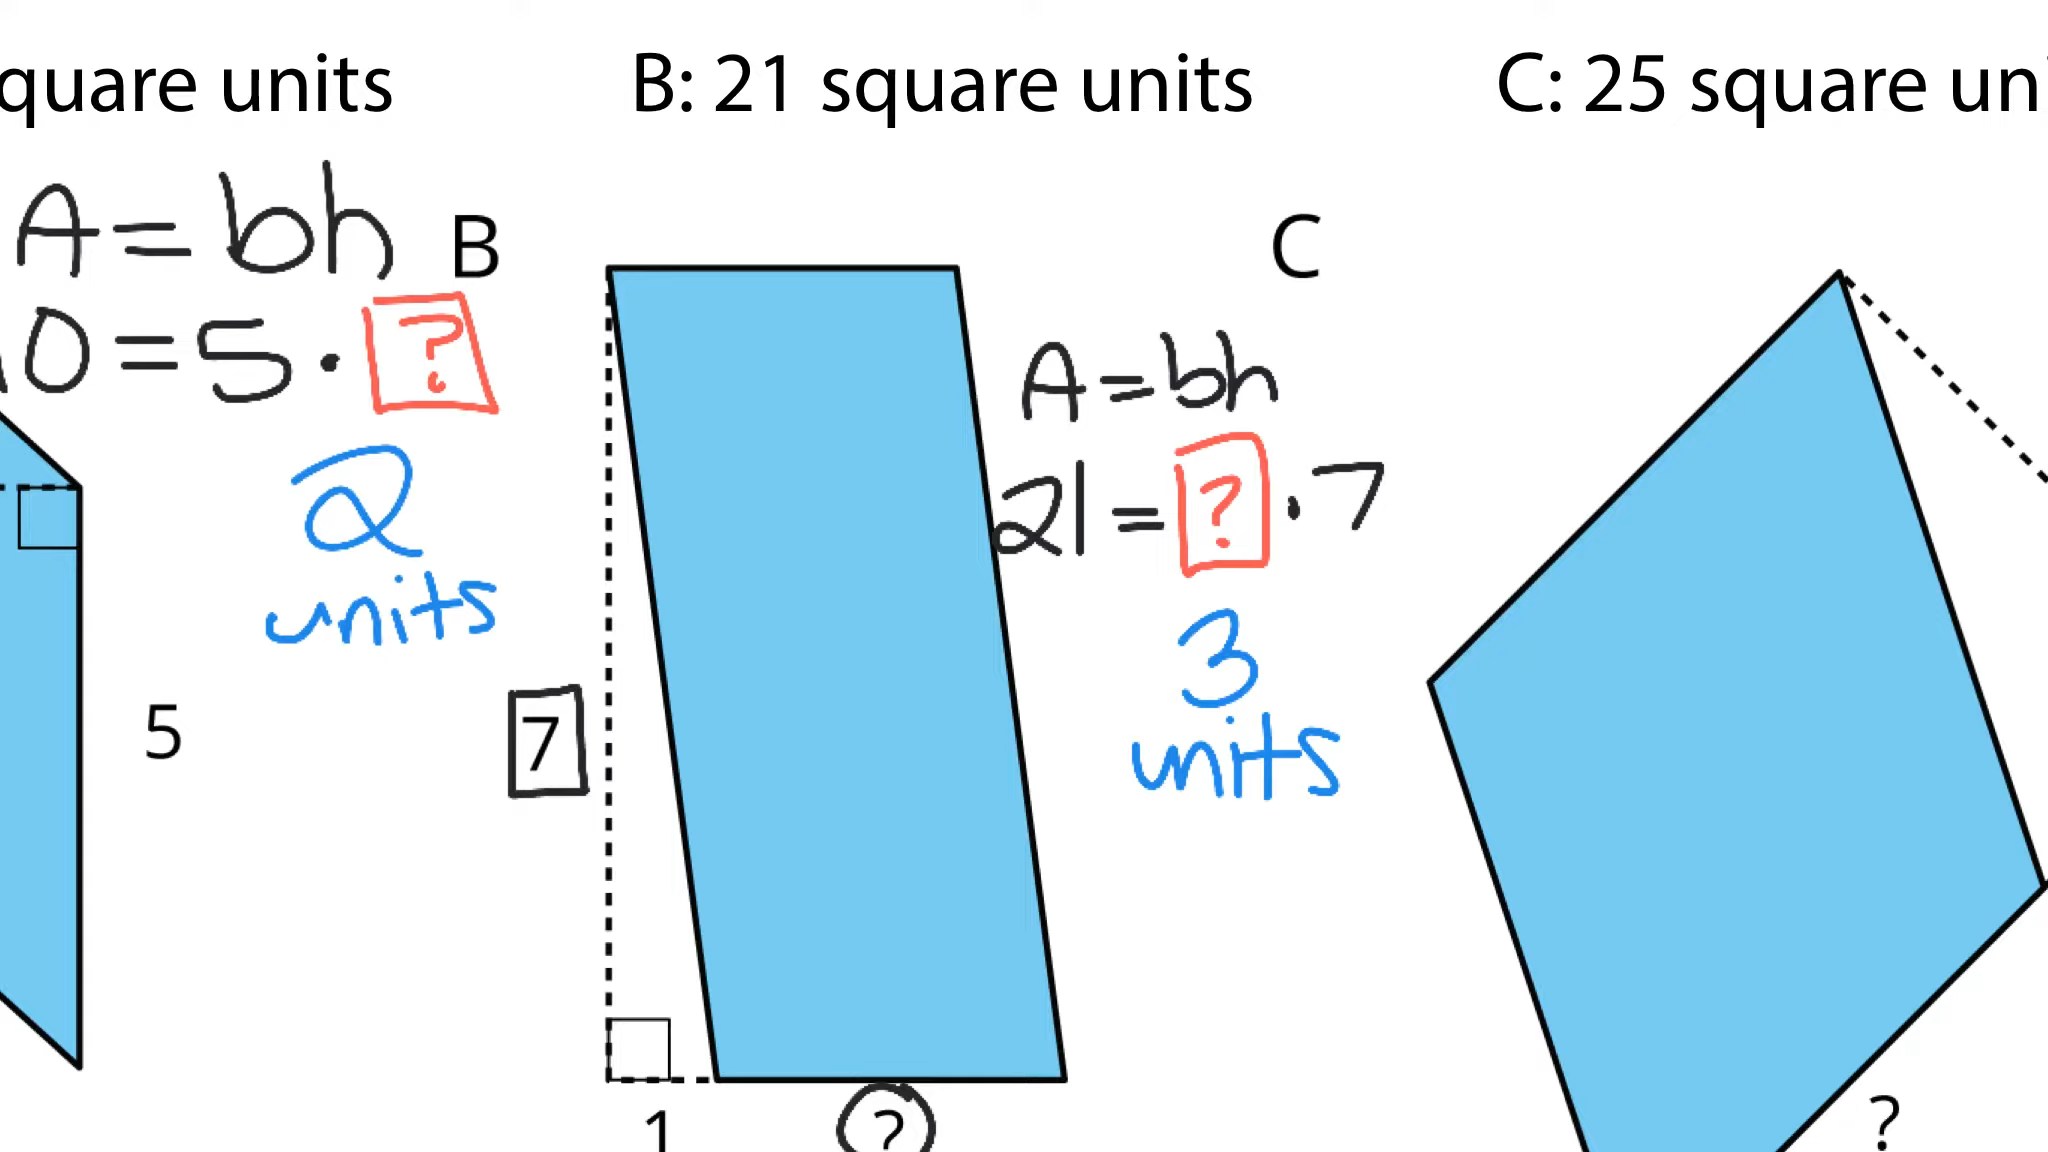 quare units
B: 21 square units
C: 25 square un
A = bh
10 = 5 · ?
2
units
5
B
7
1
?
A = bh
21 = ? · 7
3
units
C
?